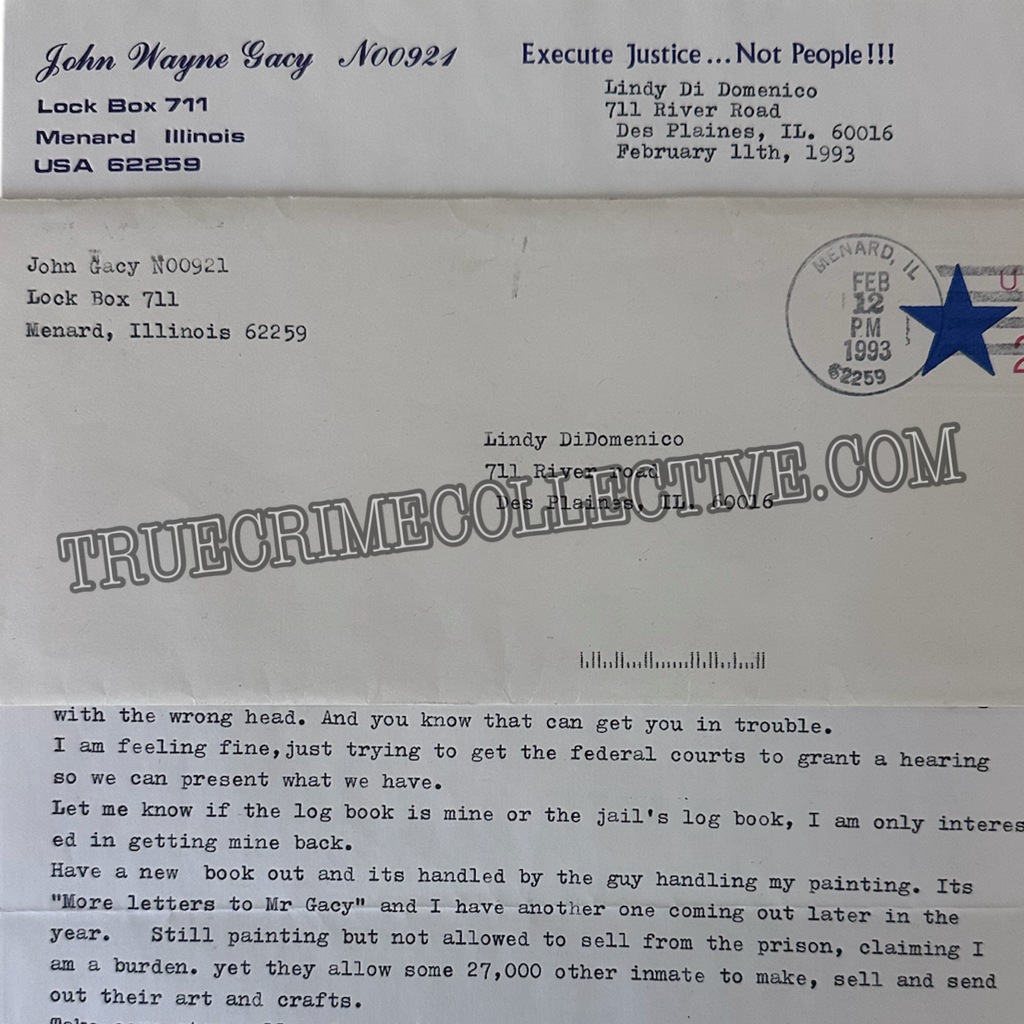 John Wayne Gacy N00921
Lock Box 711
Menard Illinois
USA 62259
Execute Justice...Not People!!!
Lindy Di Domenico
711 River Road
Des Plaines, IL. 60016
February 11th, 1993
John Gacy N00921
Lock Box 711
Menard, Illinois 62259
MENARD, IL
FEB
12
PM
1993
62259
U
2
Lindy DiDomenico
711 River road
Des Plaines, IL. 60016
TRUECRIMECOLLECTIVE.COM
with the wrong head. And you know that can get you in trouble.
I am feeling fine,just trying to get the federal courts to grant a hearing
so we can present what we have.
Let me know if the log book is mine or the jail's log book, I am only interes
ed in getting mine back.
Have a new book out and its handled by the guy handling my painting. Its
"More letters to Mr Gacy" and I have another one coming out later in the
year. Still painting but not allowed to sell from the prison, claiming I
am a burden. yet they allow some 27,000 other inmate to make, sell and send
out their art and crafts.